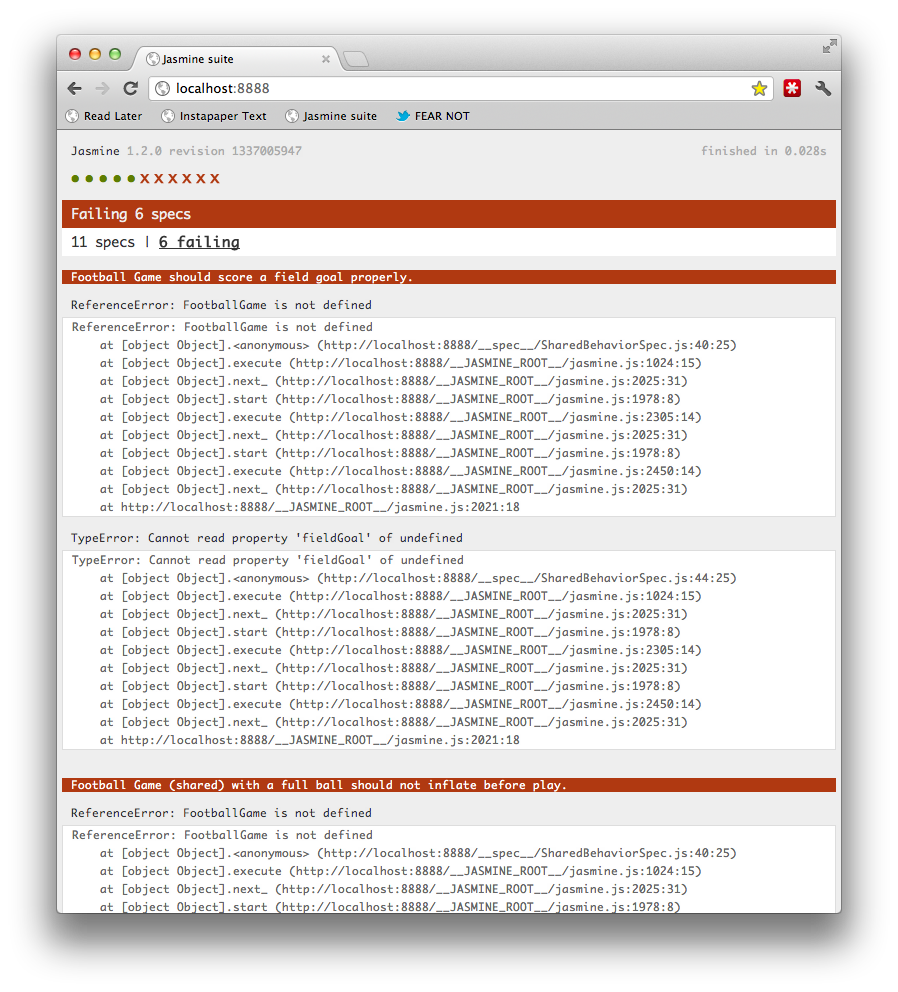 Jasmine suite
localhost:8888
Read Later Instapaper Text Jasmine suite FEAR NOT
Jasmine 1.2.0 revision 1337005947 finished in 0.028s
• • • • • x x x x x x
Failing 6 specs
11 specs | 6 failing
Football Game should score a field goal properly.
ReferenceError: FootballGame is not defined
ReferenceError: FootballGame is not defined
at [object Object].<anonymous> (http://localhost:8888/__spec__/SharedBehaviorSpec.js:40:25)
at [object Object].execute (http://localhost:8888/__JASMINE_ROOT__/jasmine.js:1024:15)
at [object Object].next_ (http://localhost:8888/__JASMINE_ROOT__/jasmine.js:2025:31)
at [object Object].start (http://localhost:8888/__JASMINE_ROOT__/jasmine.js:1978:8)
at [object Object].execute (http://localhost:8888/__JASMINE_ROOT__/jasmine.js:2305:14)
at [object Object].next_ (http://localhost:8888/__JASMINE_ROOT__/jasmine.js:2025:31)
at [object Object].start (http://localhost:8888/__JASMINE_ROOT__/jasmine.js:1978:8)
at [object Object].execute (http://localhost:8888/__JASMINE_ROOT__/jasmine.js:2450:14)
at [object Object].next_ (http://localhost:8888/__JASMINE_ROOT__/jasmine.js:2025:31)
at http://localhost:8888/__JASMINE_ROOT__/jasmine.js:2021:18
TypeError: Cannot read property 'fieldGoal' of undefined
TypeError: Cannot read property 'fieldGoal' of undefined
at [object Object].<anonymous> (http://localhost:8888/__spec__/SharedBehaviorSpec.js:44:25)
at [object Object].execute (http://localhost:8888/__JASMINE_ROOT__/jasmine.js:1024:15)
at [object Object].next_ (http://localhost:8888/__JASMINE_ROOT__/jasmine.js:2025:31)
at [object Object].start (http://localhost:8888/__JASMINE_ROOT__/jasmine.js:1978:8)
at [object Object].execute (http://localhost:8888/__JASMINE_ROOT__/jasmine.js:2305:14)
at [object Object].next_ (http://localhost:8888/__JASMINE_ROOT__/jasmine.js:2025:31)
at [object Object].start (http://localhost:8888/__JASMINE_ROOT__/jasmine.js:1978:8)
at [object Object].execute (http://localhost:8888/__JASMINE_ROOT__/jasmine.js:2450:14)
at [object Object].next_ (http://localhost:8888/__JASMINE_ROOT__/jasmine.js:2025:31)
at http://localhost:8888/__JASMINE_ROOT__/jasmine.js:2021:18
Football Game (shared) with a full ball should not inflate before play.
ReferenceError: FootballGame is not defined
ReferenceError: FootballGame is not defined
at [object Object].<anonymous> (http://localhost:8888/__spec__/SharedBehaviorSpec.js:40:25)
at [object Object].execute (http://localhost:8888/__JASMINE_ROOT__/jasmine.js:1024:15)
at [object Object].next_ (http://localhost:8888/__JASMINE_ROOT__/jasmine.js:2025:31)
at [object Object].start (http://localhost:8888/__JASMINE_ROOT__/jasmine.js:1978:8)